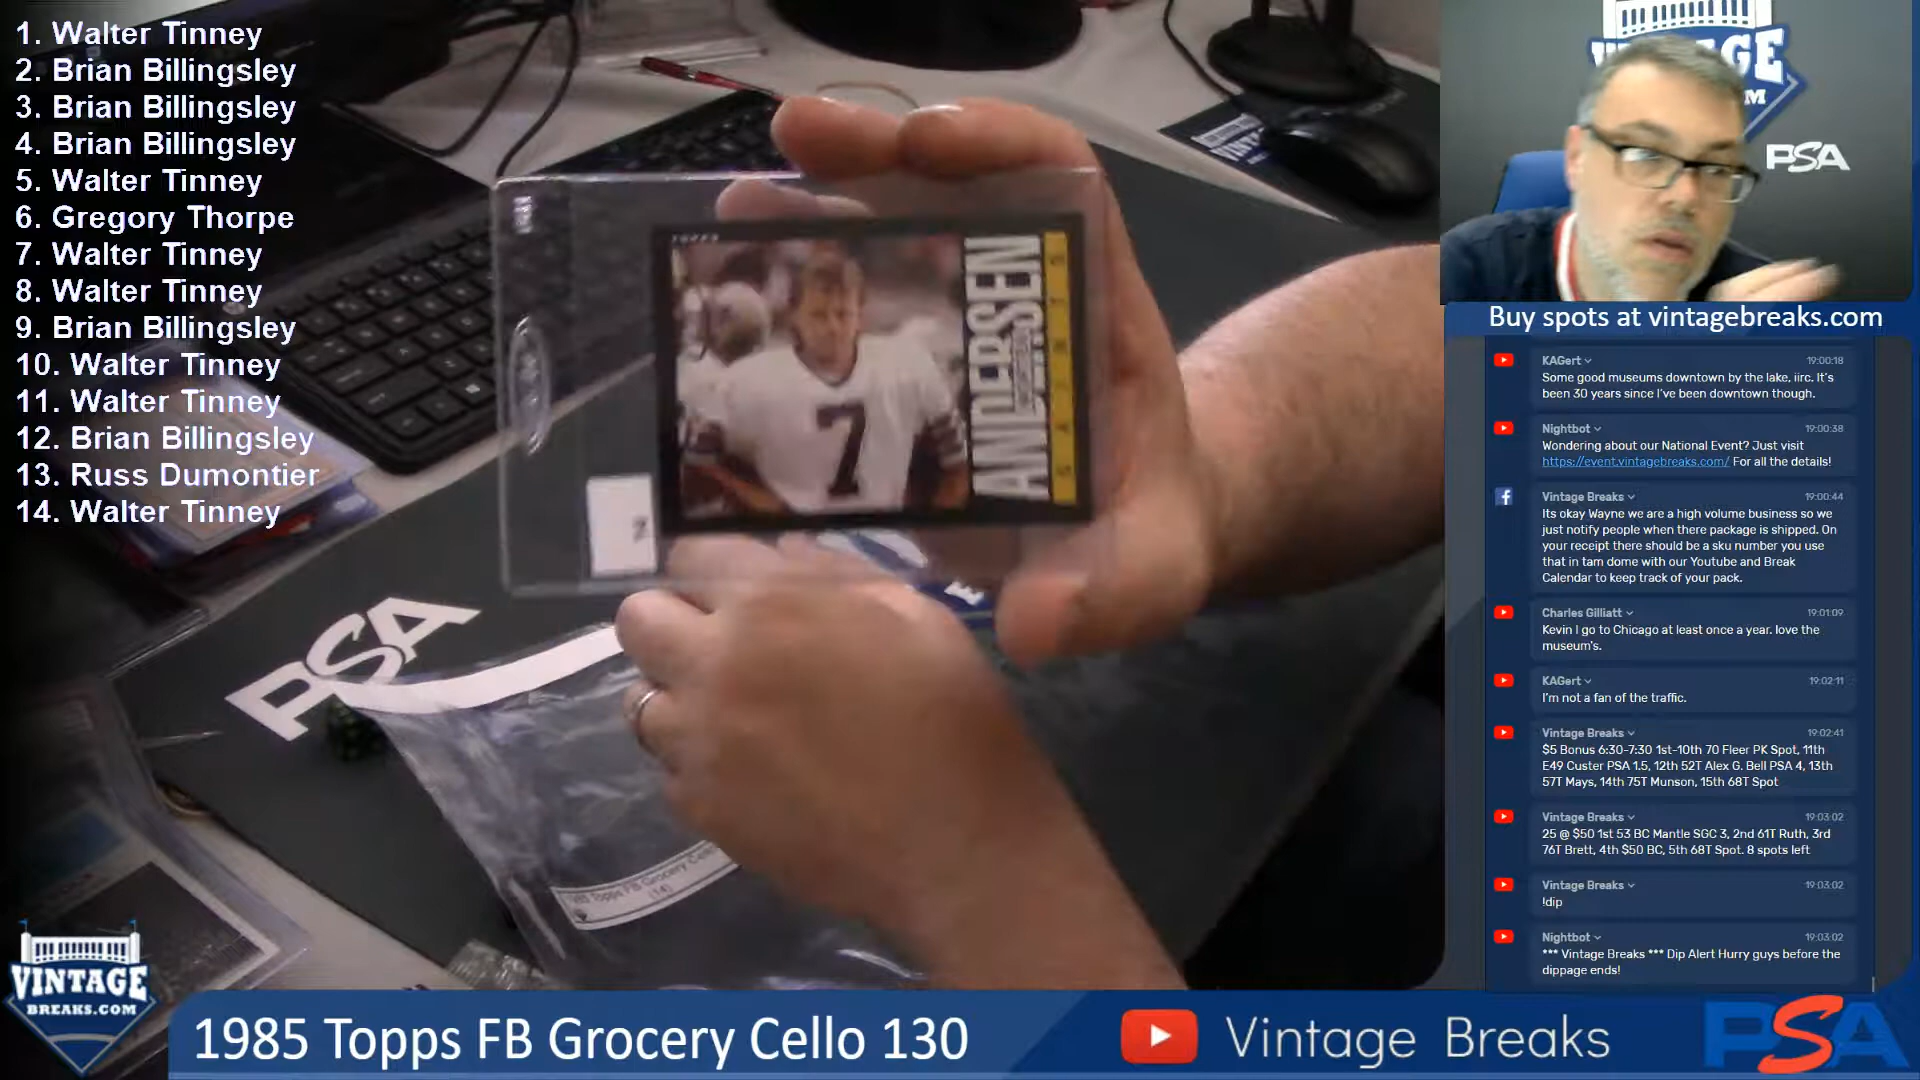 1. Walter Tinney
2. Brian Billingsley
3. Brian Billingsley
4. Brian Billingsley
5. Walter Tinney
6. Gregory Thorpe
7. Walter Tinney
8. Walter Tinney
9. Brian Billingsley
10. Walter Tinney
11. Walter Tinney
12. Brian Billingsley
13. Russ Dumontier
14. Walter Tinney
TOPPS
ANDERSEN
SAINTS
7
PSA
1985 Topps FB Grocery Cello
(14)
VINTAGE
PSA
Buy spots at vintagebreaks.com
KAGert 19:00:18
Some good museums downtown by the lake, iirc. It's
been 30 years since I've been downtown though.
Nightbot 19:00:38
Wondering about our National Event? Just visit
https://event.vintagebreaks.com/ For all the details!
Vintage Breaks 19:00:44
Its okay Wayne we are a high volume business so we
just notify people when there package is shipped. On
your receipt there should be a sku number you use
that in tam dome with our Youtube and Break
Calendar to keep track of your pack.
Charles Gilliatt 19:01:09
Kevin I go to Chicago at least once a year. love the
museum's.
KAGert 19:02:11
I'm not a fan of the traffic.
Vintage Breaks 19:02:41
$5 Bonus 6:30-7:30 1st-10th 70 Fleer PK Spot, 11th
E49 Custer PSA 1.5, 12th 52T Alex G. Bell PSA 4, 13th
57T Mays, 14th 75T Munson, 15th 68T Spot
Vintage Breaks 19:03:02
25 @ $50 1st 53 BC Mantle SGC 3, 2nd 61T Ruth, 3rd
76T Brett, 4th $50 BC, 5th 68T Spot. 8 spots left
Vintage Breaks 19:03:02
!dip
Nightbot 19:03:02
*** Vintage Breaks *** Dip Alert Hurry guys before the
dippage ends!
VINTAGE
BREAKS.COM
1985 Topps FB Grocery Cello 130
Vintage Breaks
PSA